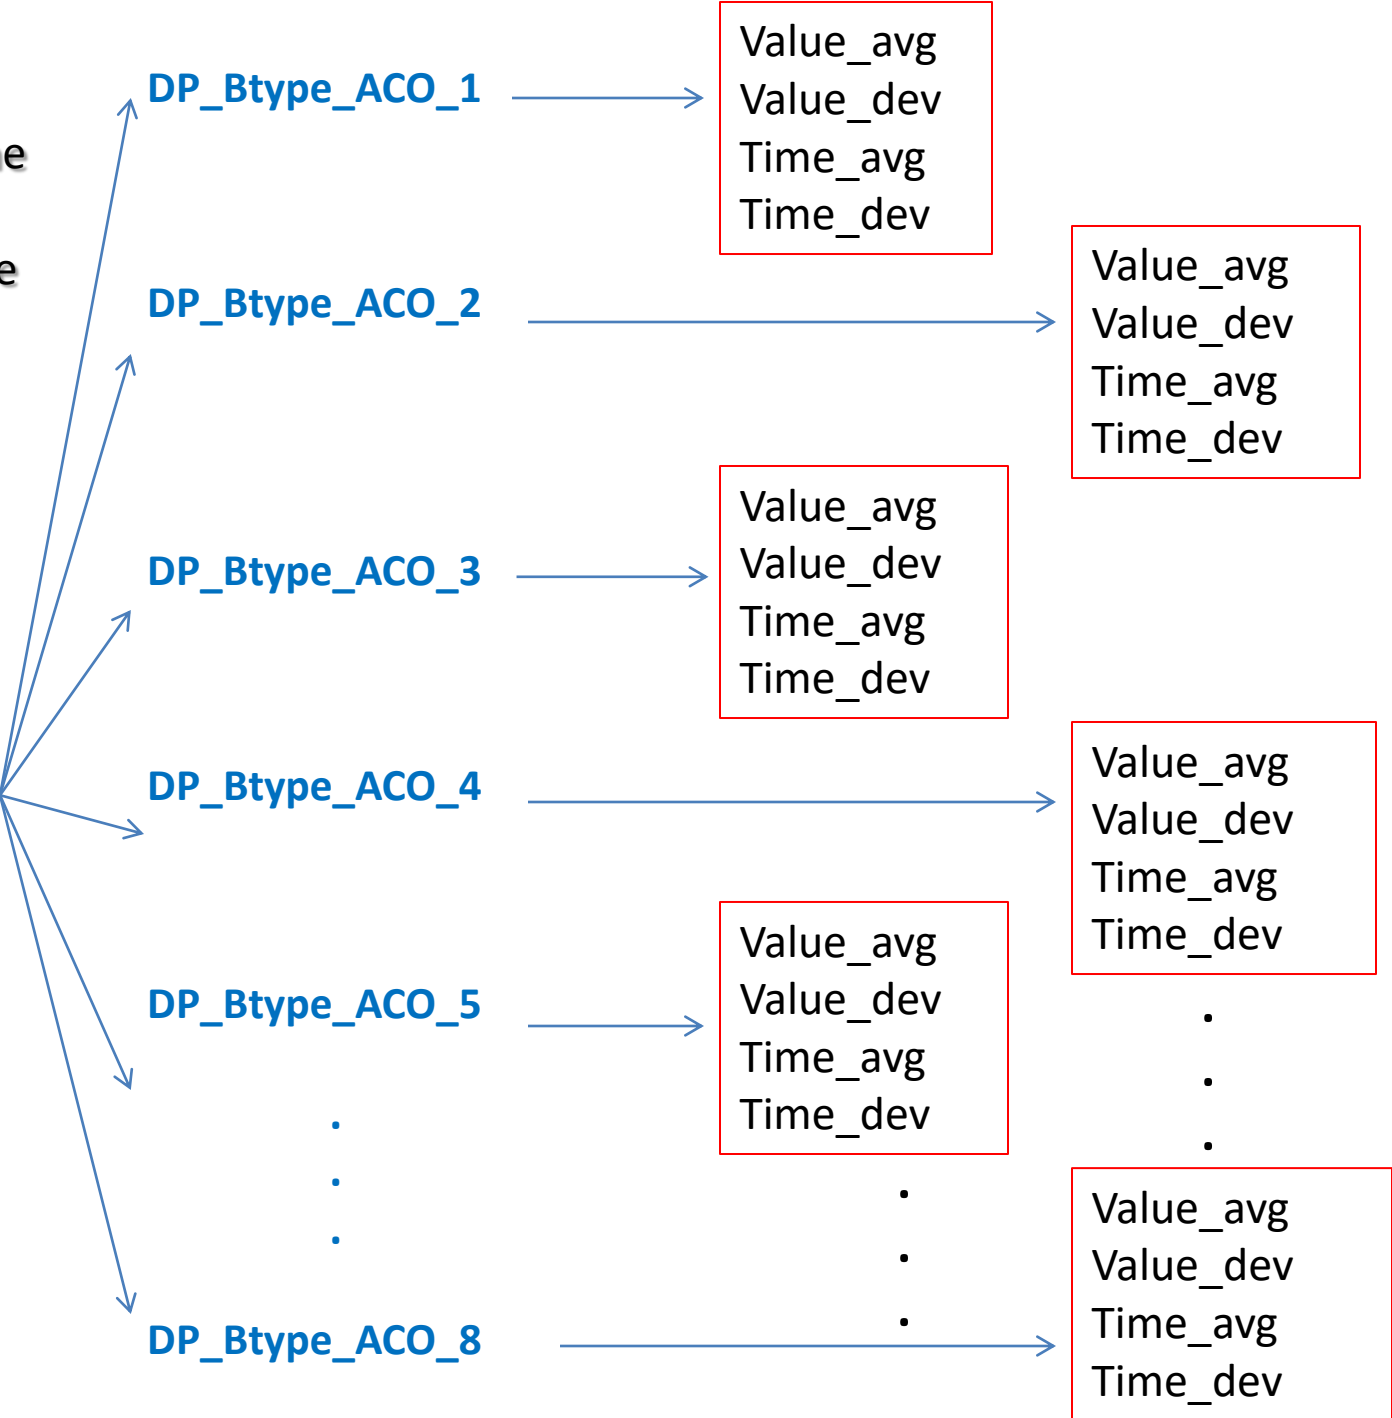 DP_Btype_ACO_1
Value_avg
Value_dev
Time_avg
Time_dev
DP_Btype_ACO_2
Value_avg
Value_dev
Time_avg
Time_dev
DP_Btype_ACO_3
Value_avg
Value_dev
Time_avg
Time_dev
DP_Btype_ACO_4
Value_avg
Value_dev
Time_avg
Time_dev
DP_Btype_ACO_5
Value_avg
Value_dev
Time_avg
Time_dev
.
.
.
.
.
.
.
.
.
DP_Btype_ACO_8
Value_avg
Value_dev
Time_avg
Time_dev